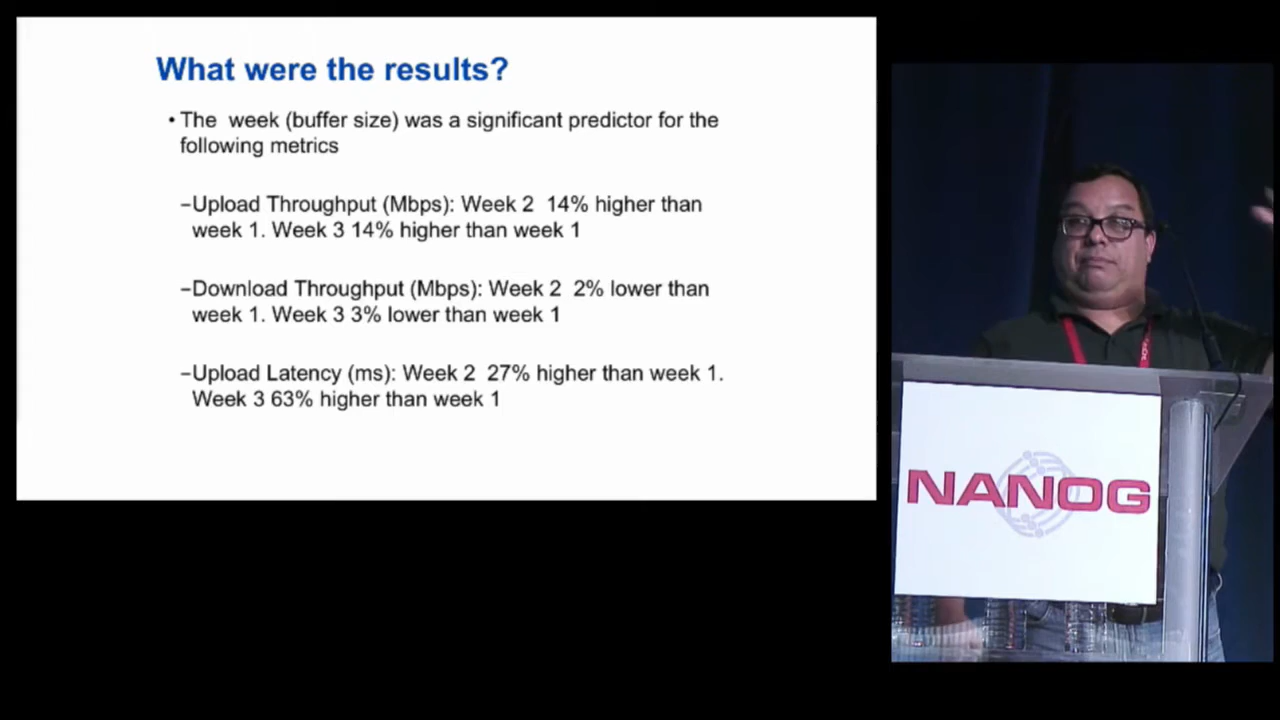 What were the results?
• The week (buffer size) was a significant predictor for the
following metrics
–Upload Throughput (Mbps): Week 2 14% higher than
week 1. Week 3 14% higher than week 1
–Download Throughput (Mbps): Week 2 2% lower than
week 1. Week 3 3% lower than week 1
–Upload Latency (ms): Week 2 27% higher than week 1.
Week 3 63% higher than week 1
NANOG